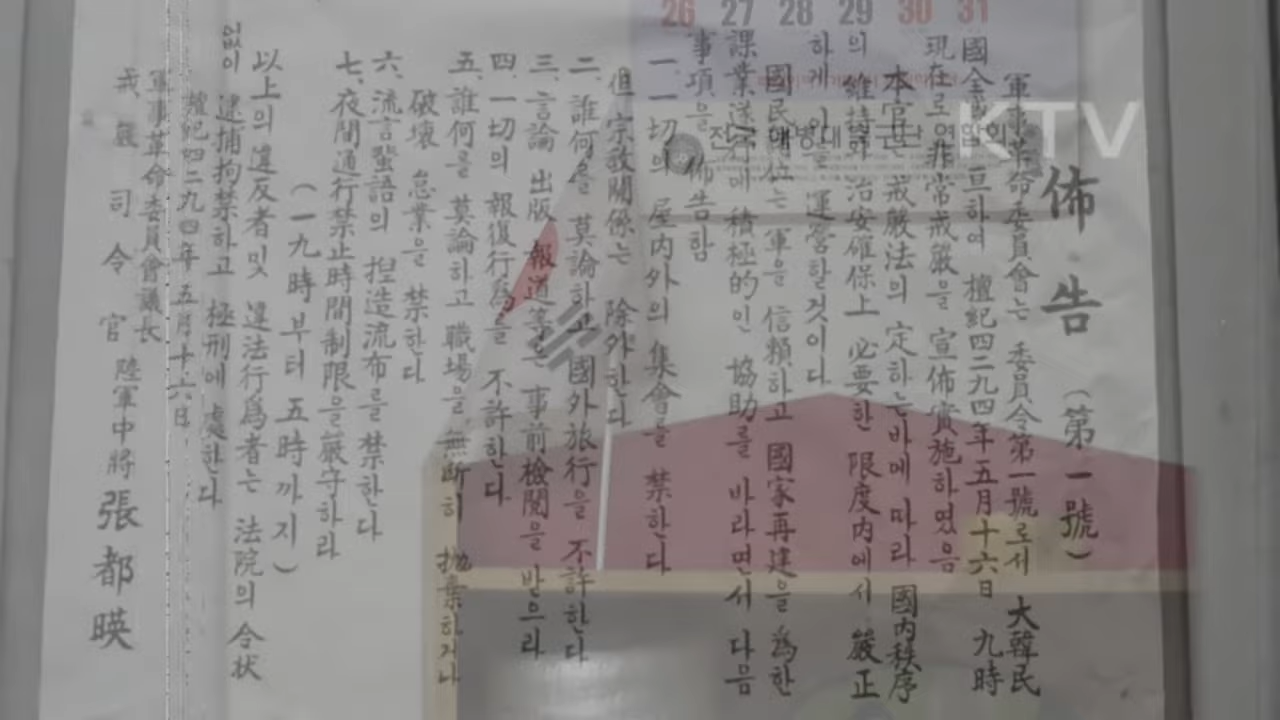 佈告 (第一號)
軍事革命委員會는 委員令第一號로서 大韓民
國全域에 亘하여 檀紀四二九四年五月十六日 九時
現在로 非常戒嚴을 宣佈實施하였음
本官은 戒嚴法의 定하는바에 따라 國內秩序
의 維持와 治安確保上 必要한 限度內에서 嚴正
하게 이를 運營할것이다
國民 는 軍을 信賴하고 國家再建을 爲한
課業遂行에 積極的인 協助를 바라면서 다음
事項을 佈告함
一. 一切의 屋內外의 集會를 禁한다
但 宗敎關係는 除外한다
二. 誰何를 莫論하고 國外旅行을 不許한다
三. 言論 出版 報道等은 事前檢閱을 받으라
四. 一切의 報復行爲를 不許한다
五. 誰何를 莫論하고 職場을 無斷히 抛棄하거나
破壞 怠業을 禁한다
六. 流言蜚語의 捏造流布를 禁한다
七. 夜間通行禁止時間制限을 嚴守하라
(一九時부터 五時까지)
以上의 違反者 및 違法行爲者는 法院의 令狀
없이 逮捕拘禁하고 極刑에 處한다
檀紀四二九四年 五月十六日
軍事革命委員會議長
戒嚴司令官 陸軍中將 張都暎
26 27 28 29 30 31
KTV